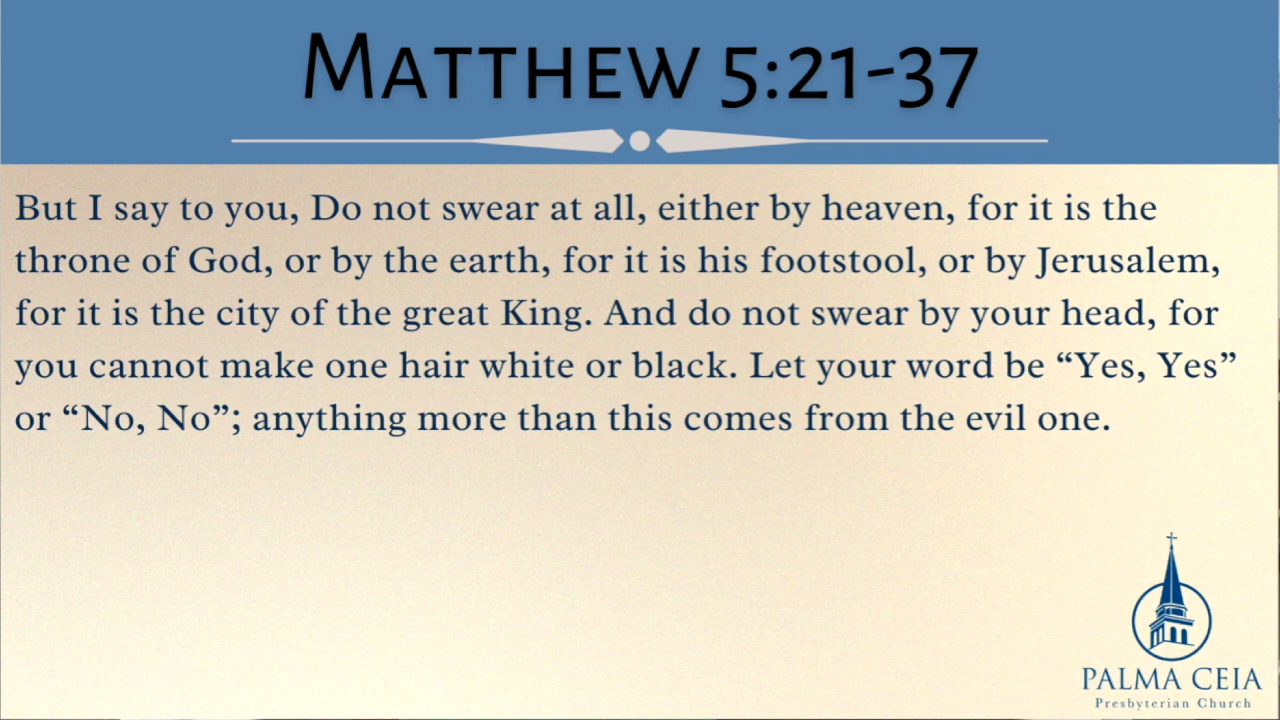 MATTHEW 5:21-37
But I say to you, Do not swear at all, either by heaven, for it is the
throne of God, or by the earth, for it is his footstool, or by Jerusalem,
for it is the city of the great King. And do not swear by your head, for
you cannot make one hair white or black. Let your word be “Yes, Yes”
or “No, No”; anything more than this comes from the evil one.
PALMA CEIA
Presbyterian Church